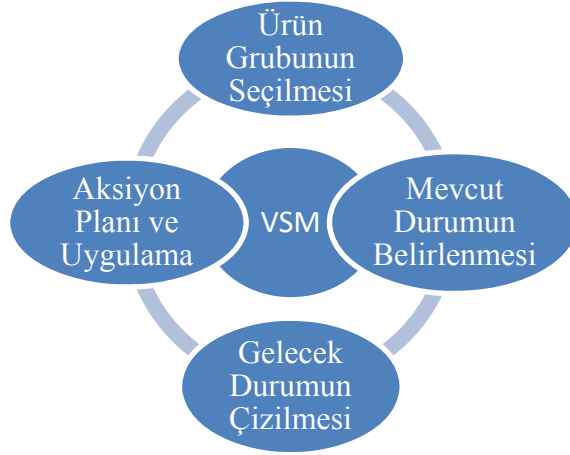 Ürün
Grubunun
Seçilmesi
Aksiyon
Planı ve
Uygulama
VSM
Mevcut
Durumun
Belirlenmesi
Gelecek
Durumun
Çizilmesi